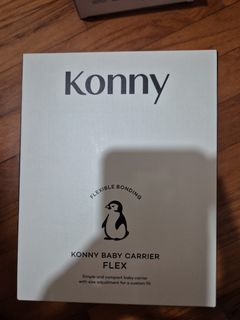 Konny
FLEXIBLE BONDING
KONNY BABY CARRIER
FLEX
Simple and compact baby carrier
with size adjustment for a custom fit